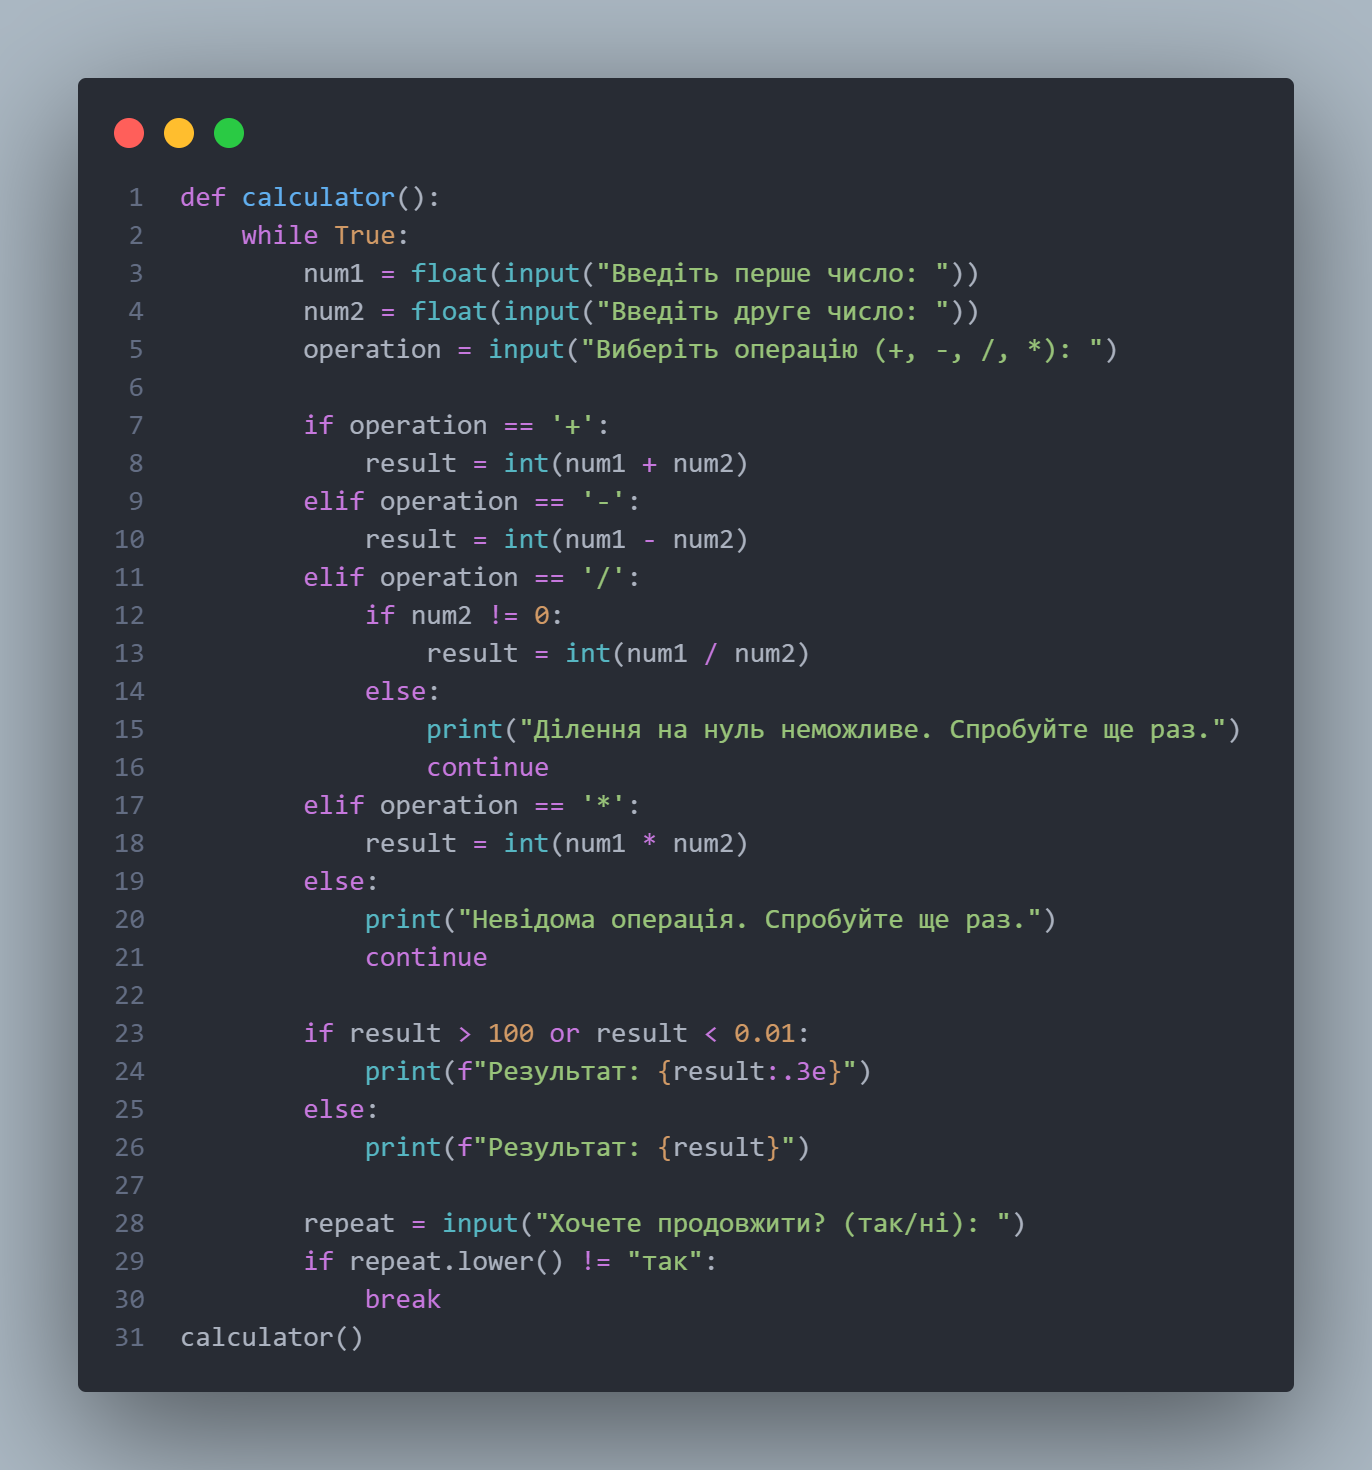 1 def calculator():
2     while True:
3         num1 = float(input("Введіть перше число: "))
4         num2 = float(input("Введіть друге число: "))
5         operation = input("Виберіть операцію (+, -, /, *): ")
6
7         if operation == '+':
8             result = int(num1 + num2)
9         elif operation == '-':
10             result = int(num1 - num2)
11         elif operation == '/':
12             if num2 != 0:
13                 result = int(num1 / num2)
14             else:
15                 print("Ділення на нуль неможливе. Спробуйте ще раз.")
16                 continue
17         elif operation == '*':
18             result = int(num1 * num2)
19         else:
20             print("Невідома операція. Спробуйте ще раз.")
21             continue
22
23         if result > 100 or result < 0.01:
24             print(f"Результат: {result:.3e}")
25         else:
26             print(f"Результат: {result}")
27
28         repeat = input("Хочете продовжити? (так/ні): ")
29         if repeat.lower() != "так":
30             break
31 calculator()